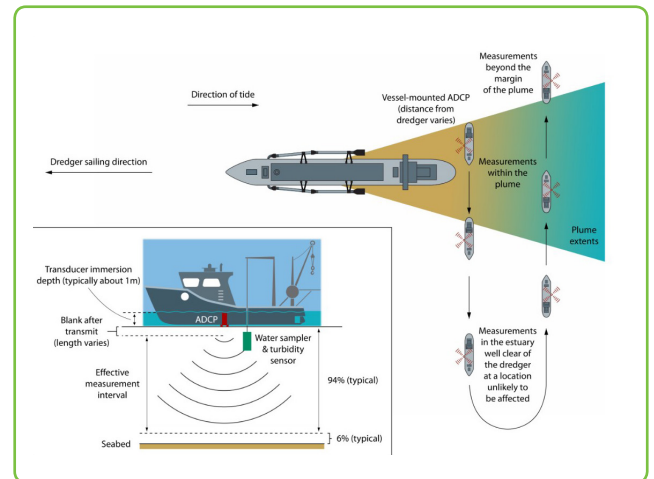 Direction of tide
Dredger sailing direction
Vessel-mounted ADCP
(distance from
dredger varies)
Measurements
beyond the
margin
of the plume
Measurements
within the
plume
Plume
extents
Measurements
in the estuary
well clear of
the dredger
at a location
unlikely to
be affected
Transducer immersion
depth (typically about 1m)
Blank after
transmit
(length varies)
ADCP
Water sampler
& turbidity
sensor
Effective
measurement
interval
94% (typical)
6% (typical)
Seabed